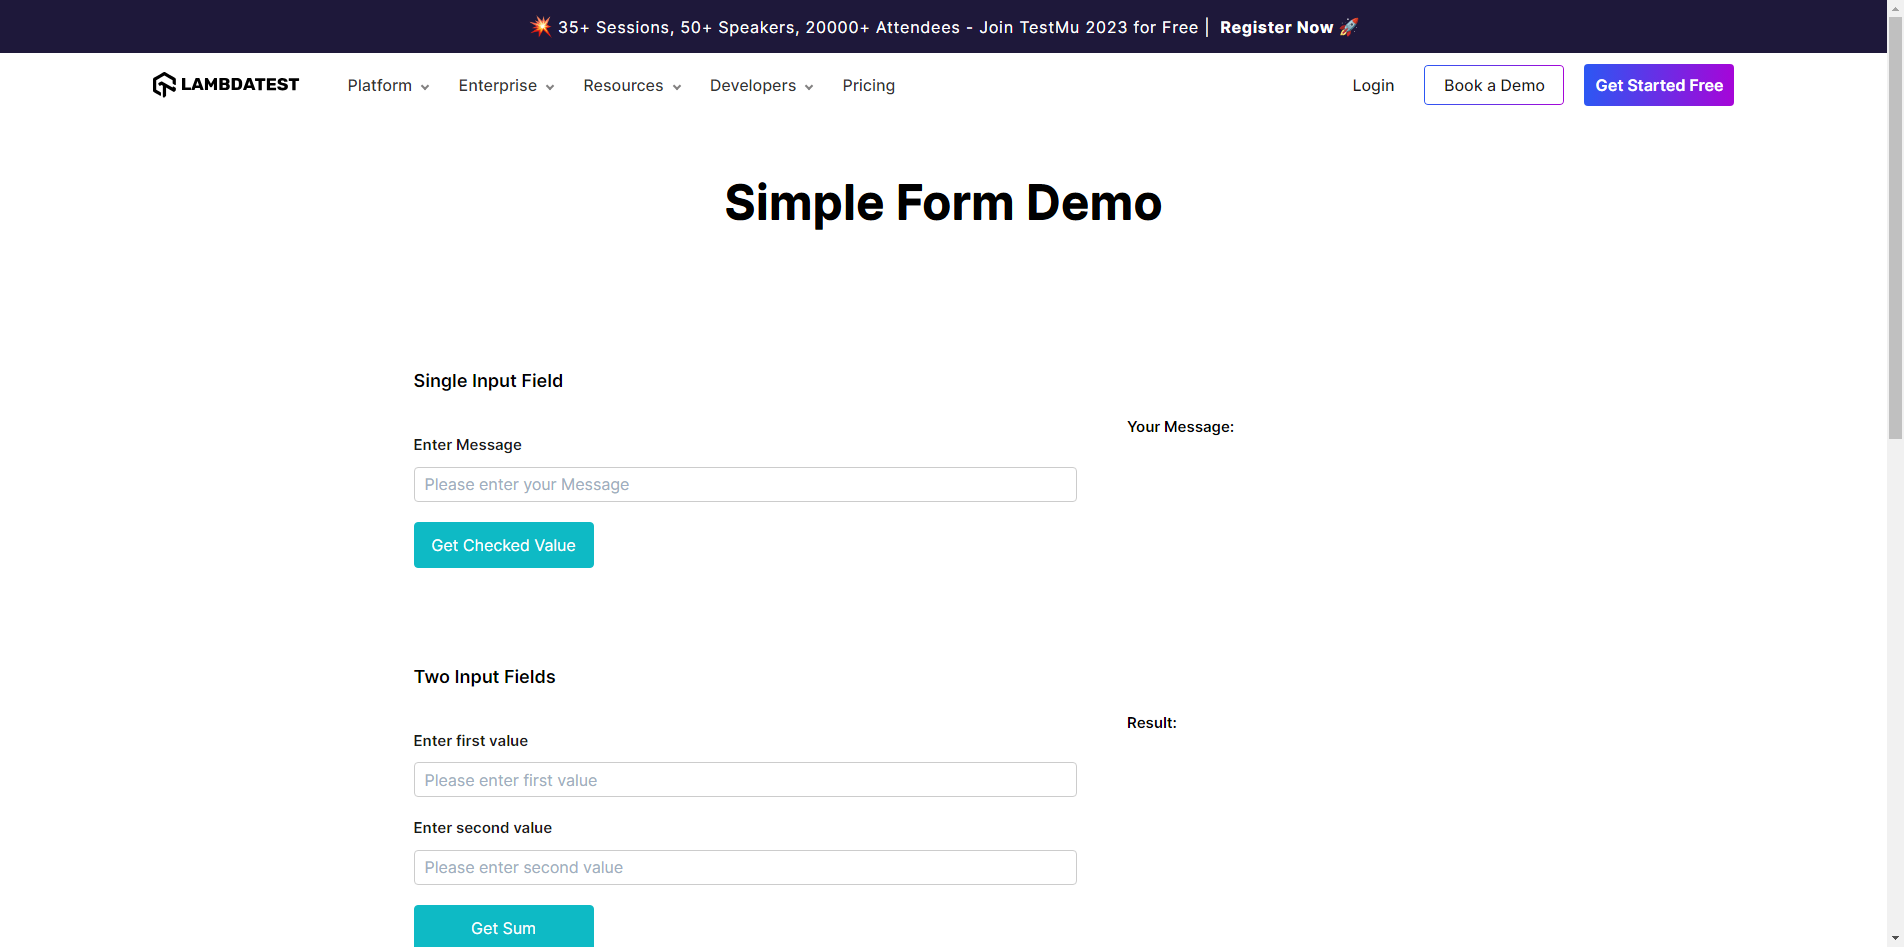 💥 35+ Sessions, 50+ Speakers, 20000+ Attendees - Join TestMu 2023 for Free | Register Now 🚀
LAMBDATEST Platform Enterprise Resources Developers Pricing Login Book a Demo Get Started Free
Simple Form Demo
Single Input Field
Your Message:
Enter Message
Please enter your Message
Get Checked Value
Two Input Fields
Result:
Enter first value
Please enter first value
Enter second value
Please enter second value
Get Sum